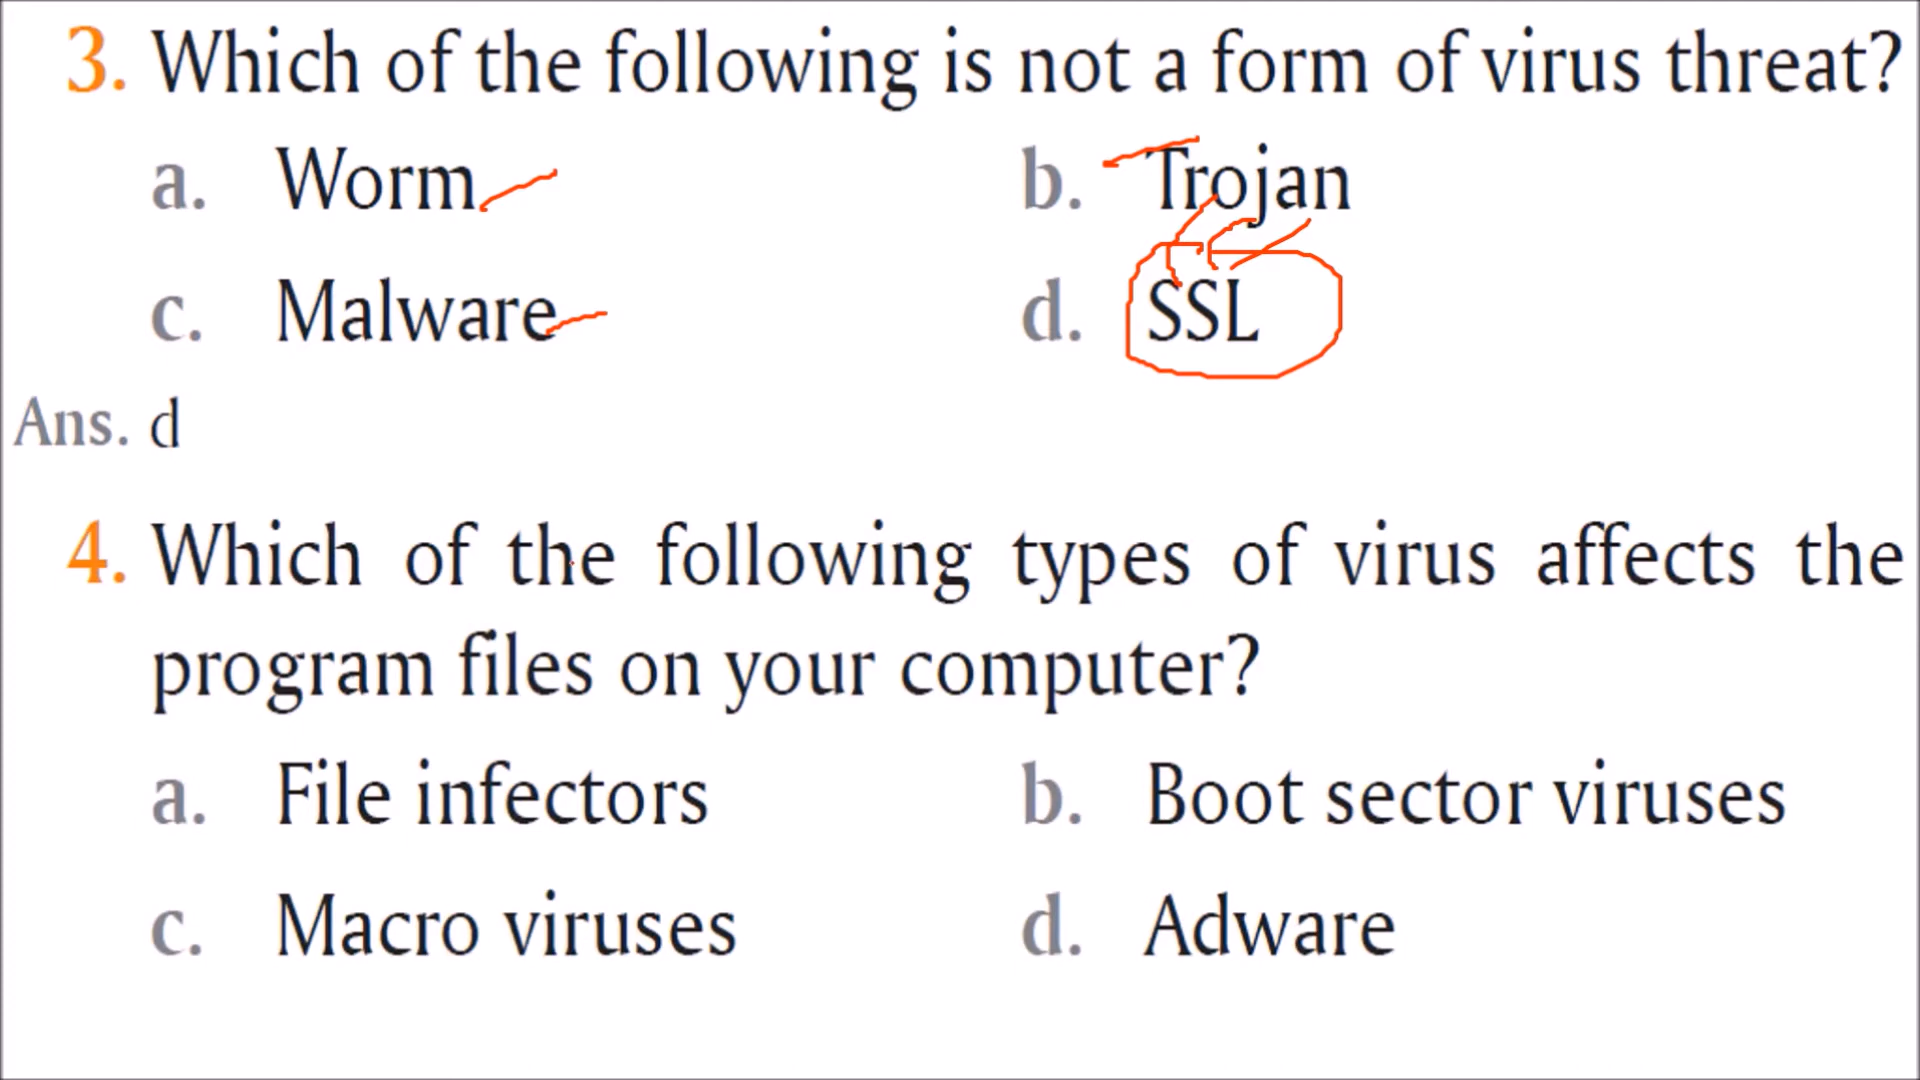 3. Which of the following is not a form of virus threat?
a. Worm b. Trojan
c. Malware d. SSL
Ans. d
4. Which of the following types of virus affects the
program files on your computer?
a. File infectors b. Boot sector viruses
c. Macro viruses d. Adware